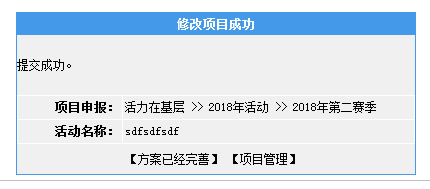 修改项目成功
提交成功。
项目申报： 活力在基层 >> 2018年活动 >> 2018年第二赛季
活动名称： sdfsdfsdf
【方案已经完善】 【项目管理】